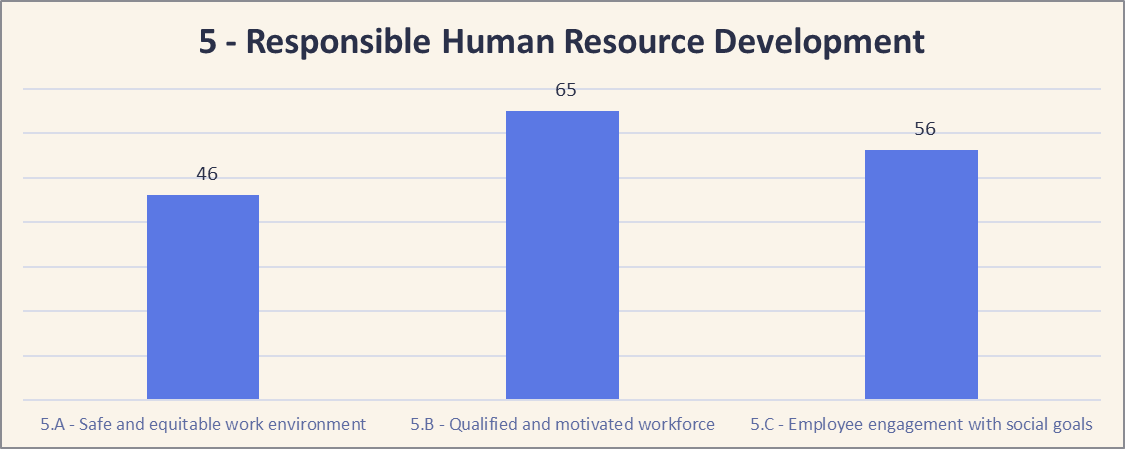 5 - Responsible Human Resource Development
65
56
46
5.A - Safe and equitable work environment
5.B - Qualified and motivated workforce
5.C - Employee engagement with social goals